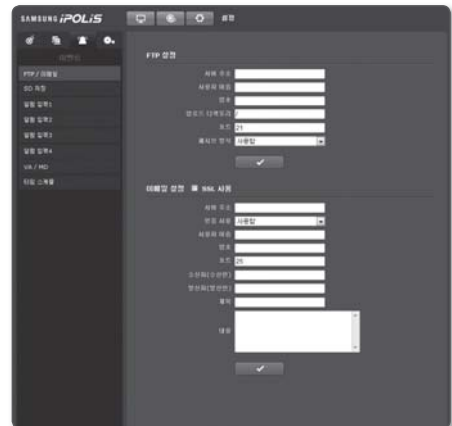 SAMSUNG iPOLiS
설정
이벤트
FTP / 이메일
SD 저장
알람 입력1
알람 입력2
알람 입력3
알람 입력4
VA / MD
타임 스케줄
FTP 설정
서버 주소
사용자 이름
암호
업로드 디렉토리 /
포트 21
패시브 방식 사용함
이메일 설정 SSL 사용
서버 주소
인증 사용 사용함
사용자 이름
암호
포트 25
수신자(수신인)
발신자(발신인)
제목
내용